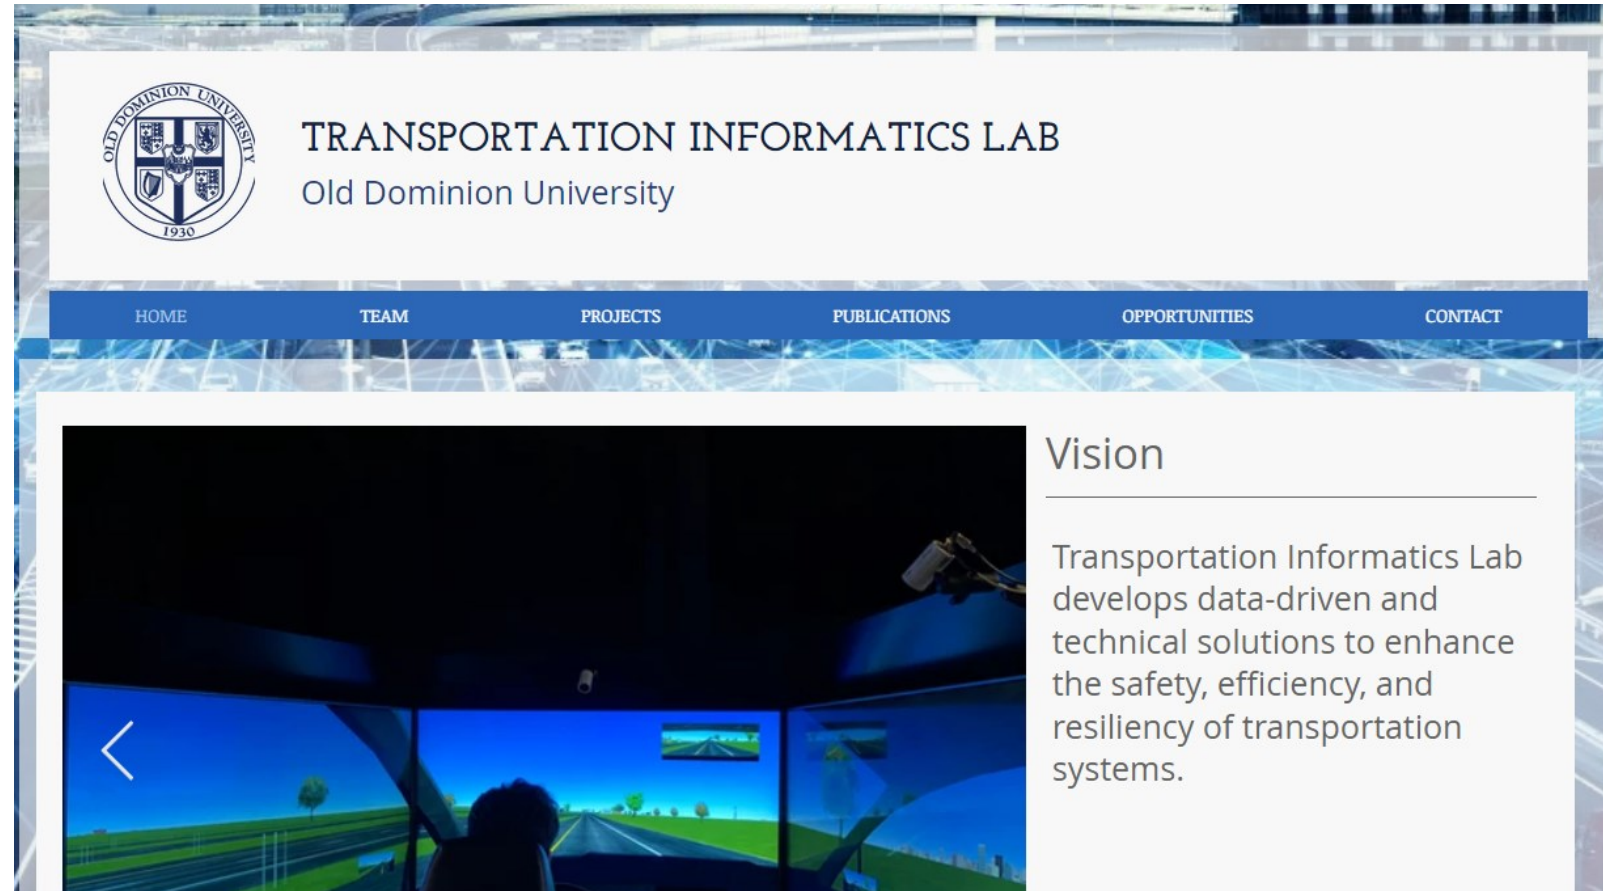 OLD DOMINION UNIVERSITY
1930
TRANSPORTATION INFORMATICS LAB
Old Dominion University
HOME TEAM PROJECTS PUBLICATIONS OPPORTUNITIES CONTACT
Vision
Transportation Informatics Lab
develops data-driven and
technical solutions to enhance
the safety, efficiency, and
resiliency of transportation
systems.